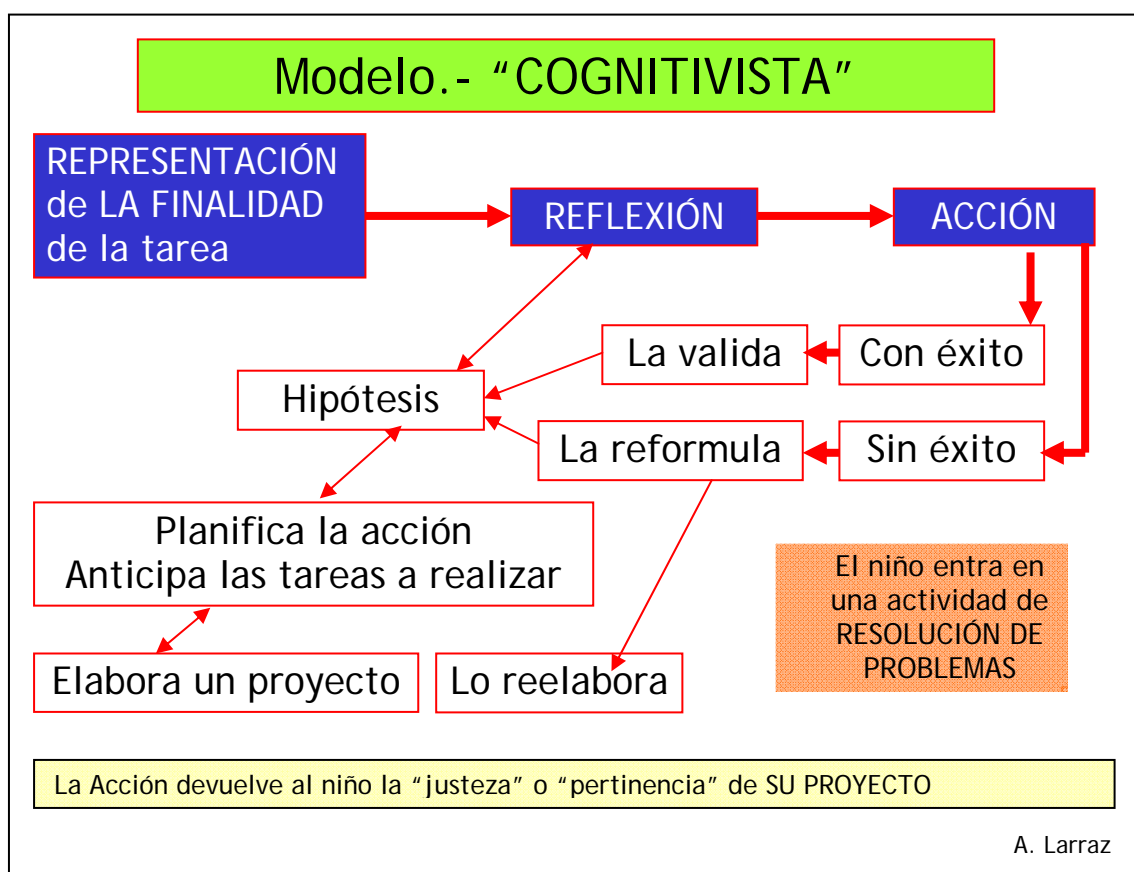 Modelo.- “COGNITIVISTA”
REPRESENTACIÓN
de LA FINALIDAD
de la tarea
REFLEXIÓN
ACCIÓN
La valida
Con éxito
Hipótesis
La reformula
Sin éxito
Planifica la acción
Anticipa las tareas a realizar
El niño entra en
una actividad de
RESOLUCIÓN DE
PROBLEMAS
Elabora un proyecto
Lo reelabora
La Acción devuelve al niño la “justeza” o “pertinencia” de SU PROYECTO
A. Larraz